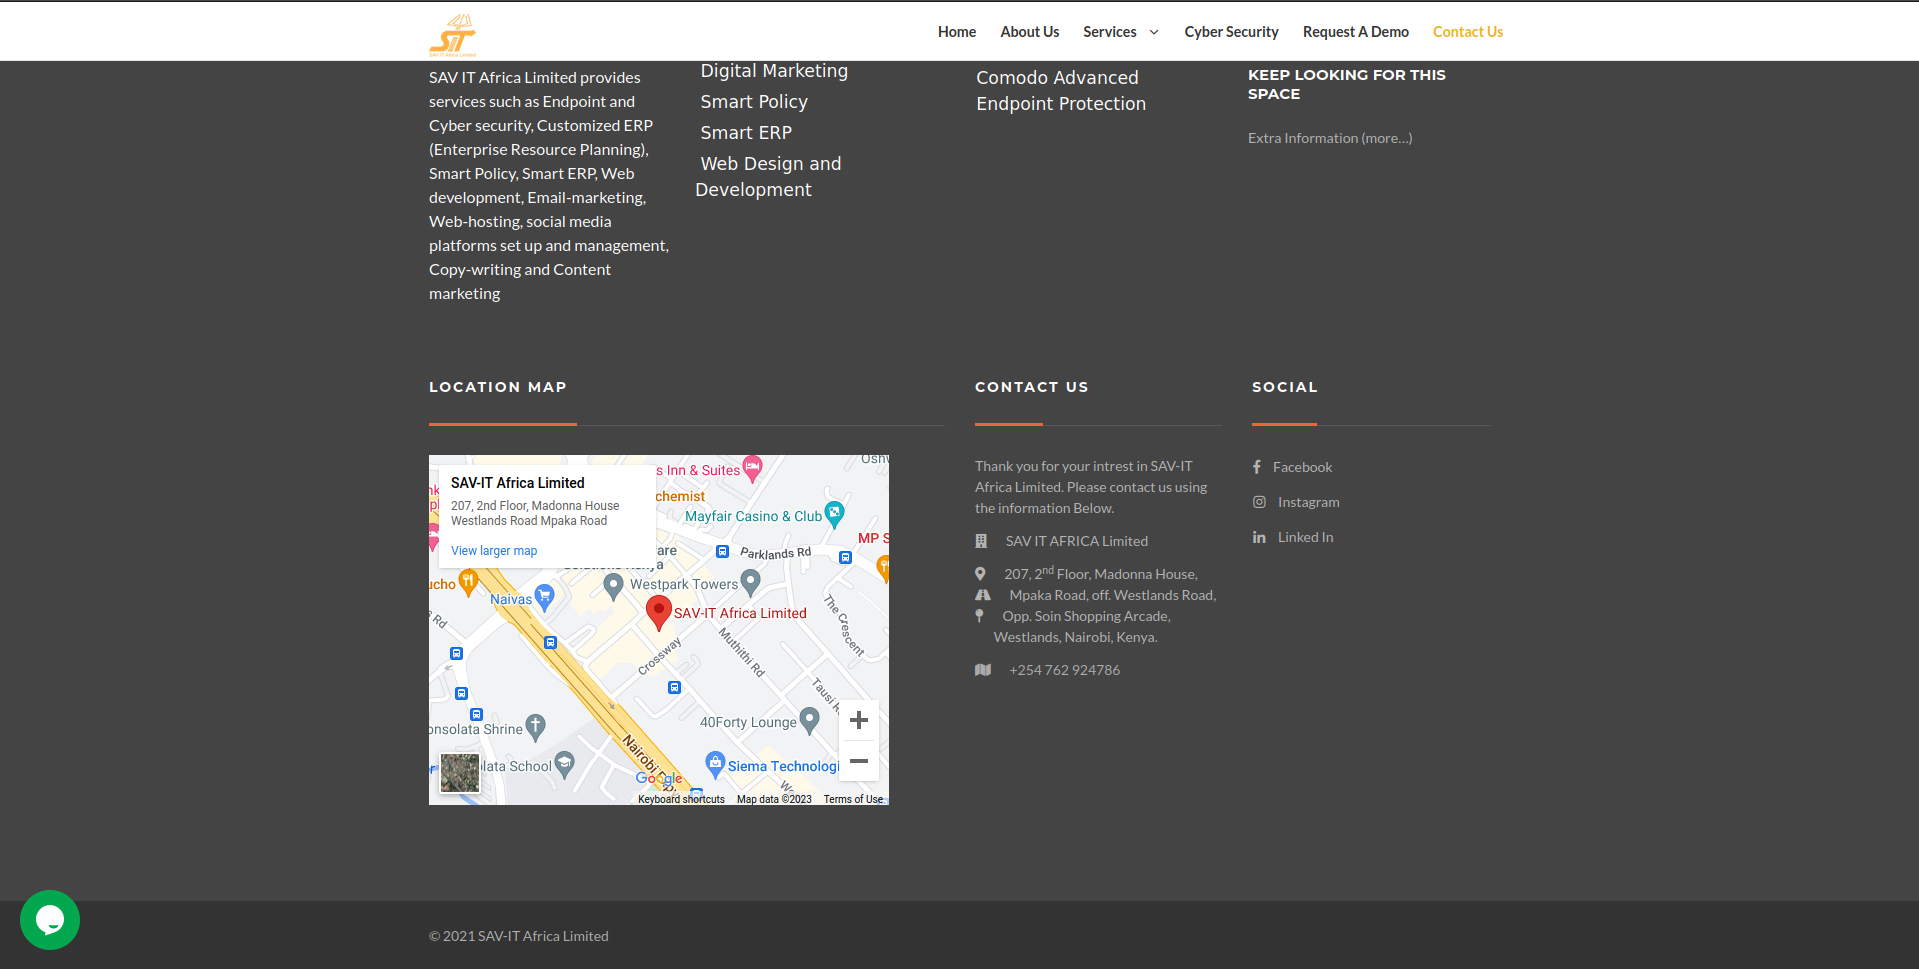 SIT
SAV IT Africa Limited
Home
About Us
Services
Cyber Security
Request A Demo
Contact Us
SAV IT Africa Limited provides
services such as Endpoint and
Cyber security, Customized ERP
(Enterprise Resource Planning),
Smart Policy, Smart ERP, Web
development, Email-marketing,
Web-hosting, social media
platforms set up and management,
Copy-writing and Content
marketing
Digital Marketing
Smart Policy
Smart ERP
Web Design and
Development
Comodo Advanced
Endpoint Protection
KEEP LOOKING FOR THIS
SPACE
Extra Information (more...)
LOCATION MAP
SAV-IT Africa Limited
207, 2nd Floor, Madonna House
Westlands Road Mpaka Road
View larger map
s Inn & Suites
Oshw
chemist
Mayfair Casino & Club
MP S
Parklands Rd
are
Westpark Towers
ucho
Naivas
SAV-IT Africa Limited
s Rd
The Crescent
Crossway
Muthithi Rd
Tausi R
40Forty Lounge
onsolata Shrine
olata School
Nairobi
Siema Technologi
Google
Keyboard shortcuts
Map data ©2023
Terms of Use
CONTACT US
Thank you for your intrest in SAV-IT
Africa Limited. Please contact us using
the information Below.
SAV IT AFRICA Limited
207, 2nd Floor, Madonna House,
Mpaka Road, off. Westlands Road,
Opp. Soin Shopping Arcade,
Westlands, Nairobi, Kenya.
+254 762 924786
SOCIAL
Facebook
Instagram
Linked In
© 2021 SAV-IT Africa Limited